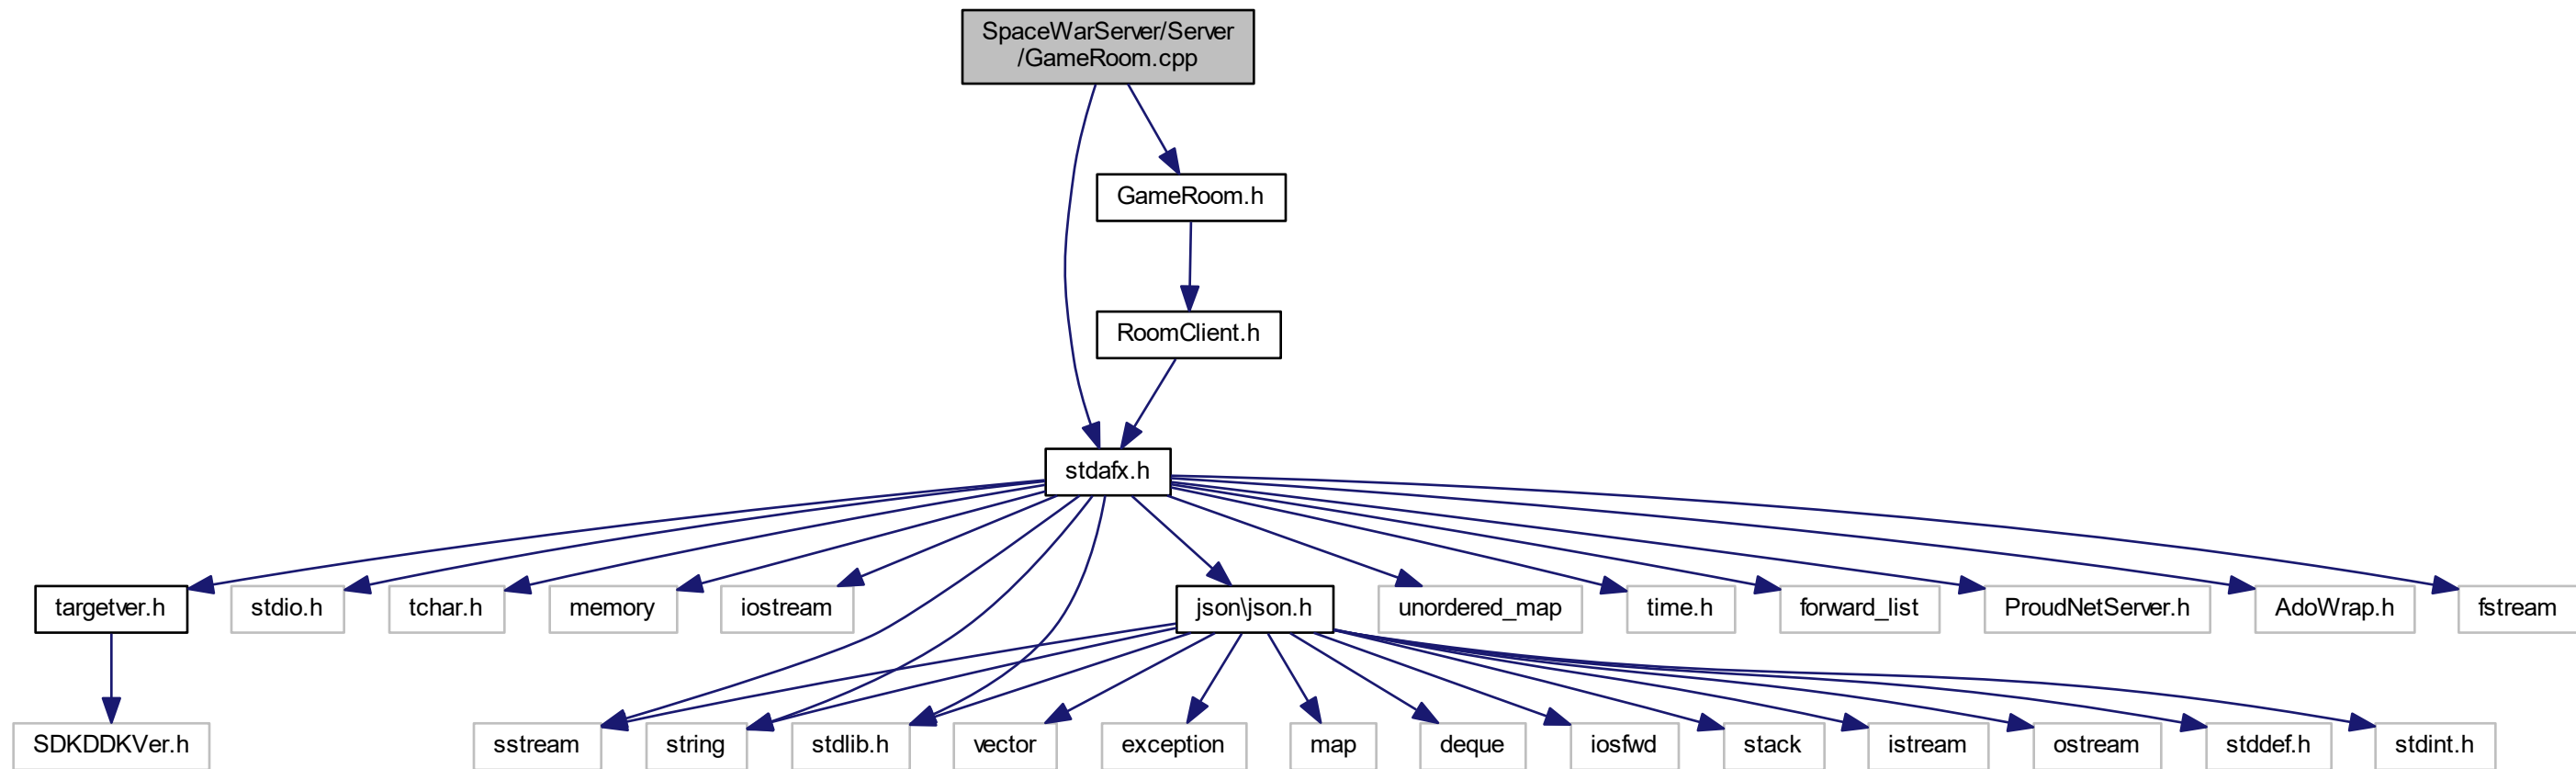 SpaceWarServer/Server
/GameRoom.cpp
GameRoom.h
RoomClient.h
stdafx.h
targetver.h
stdio.h
tchar.h
memory
iostream
json\json.h
unordered_map
time.h
forward_list
ProudNetServer.h
AdoWrap.h
fstream
SDKDDKVer.h
sstream
string
stdlib.h
vector
exception
map
deque
iosfwd
stack
istream
ostream
stddef.h
stdint.h